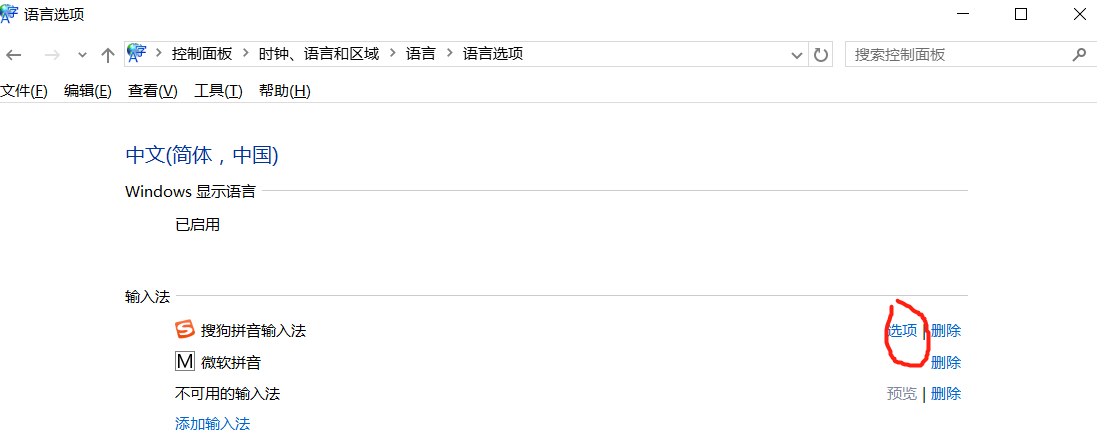 语言选项
控制面板 > 时钟、语言和区域 > 语言 > 语言选项
搜索控制面板
文件(F) 编辑(E) 查看(V) 工具(T) 帮助(H)
中文(简体，中国)
Windows 显示语言
已启用
输入法
搜狗拼音输入法 选项 | 删除
M 微软拼音 删除
不可用的输入法 预览 | 删除
添加输入法